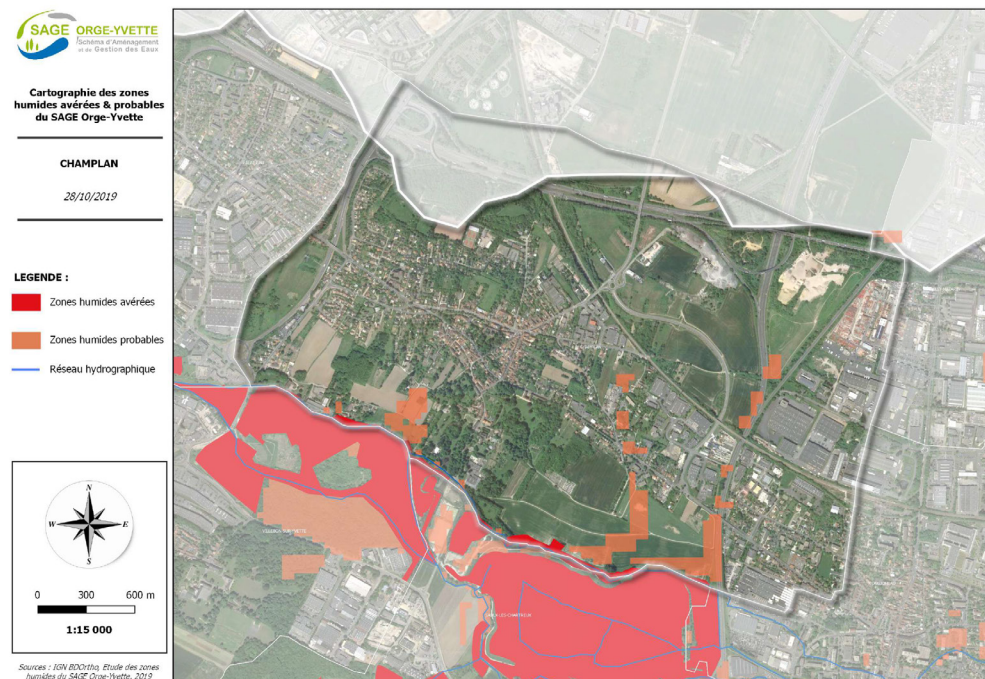 SAGE ORGE-YVETTE
Schéma d'Aménagement
et de Gestion des Eaux
Cartographie des zones
humides avérées & probables
du SAGE Orge-Yvette
CHAMPLAN
28/10/2019
LEGENDE :
Zones humides avérées
Zones humides probables
Réseau hydrographique
N
W E
S
0 300 600 m
1:15 000
Sources : IGN BDOrtho, Etude des zones
humides du SAGE Orge-Yvette, 2019